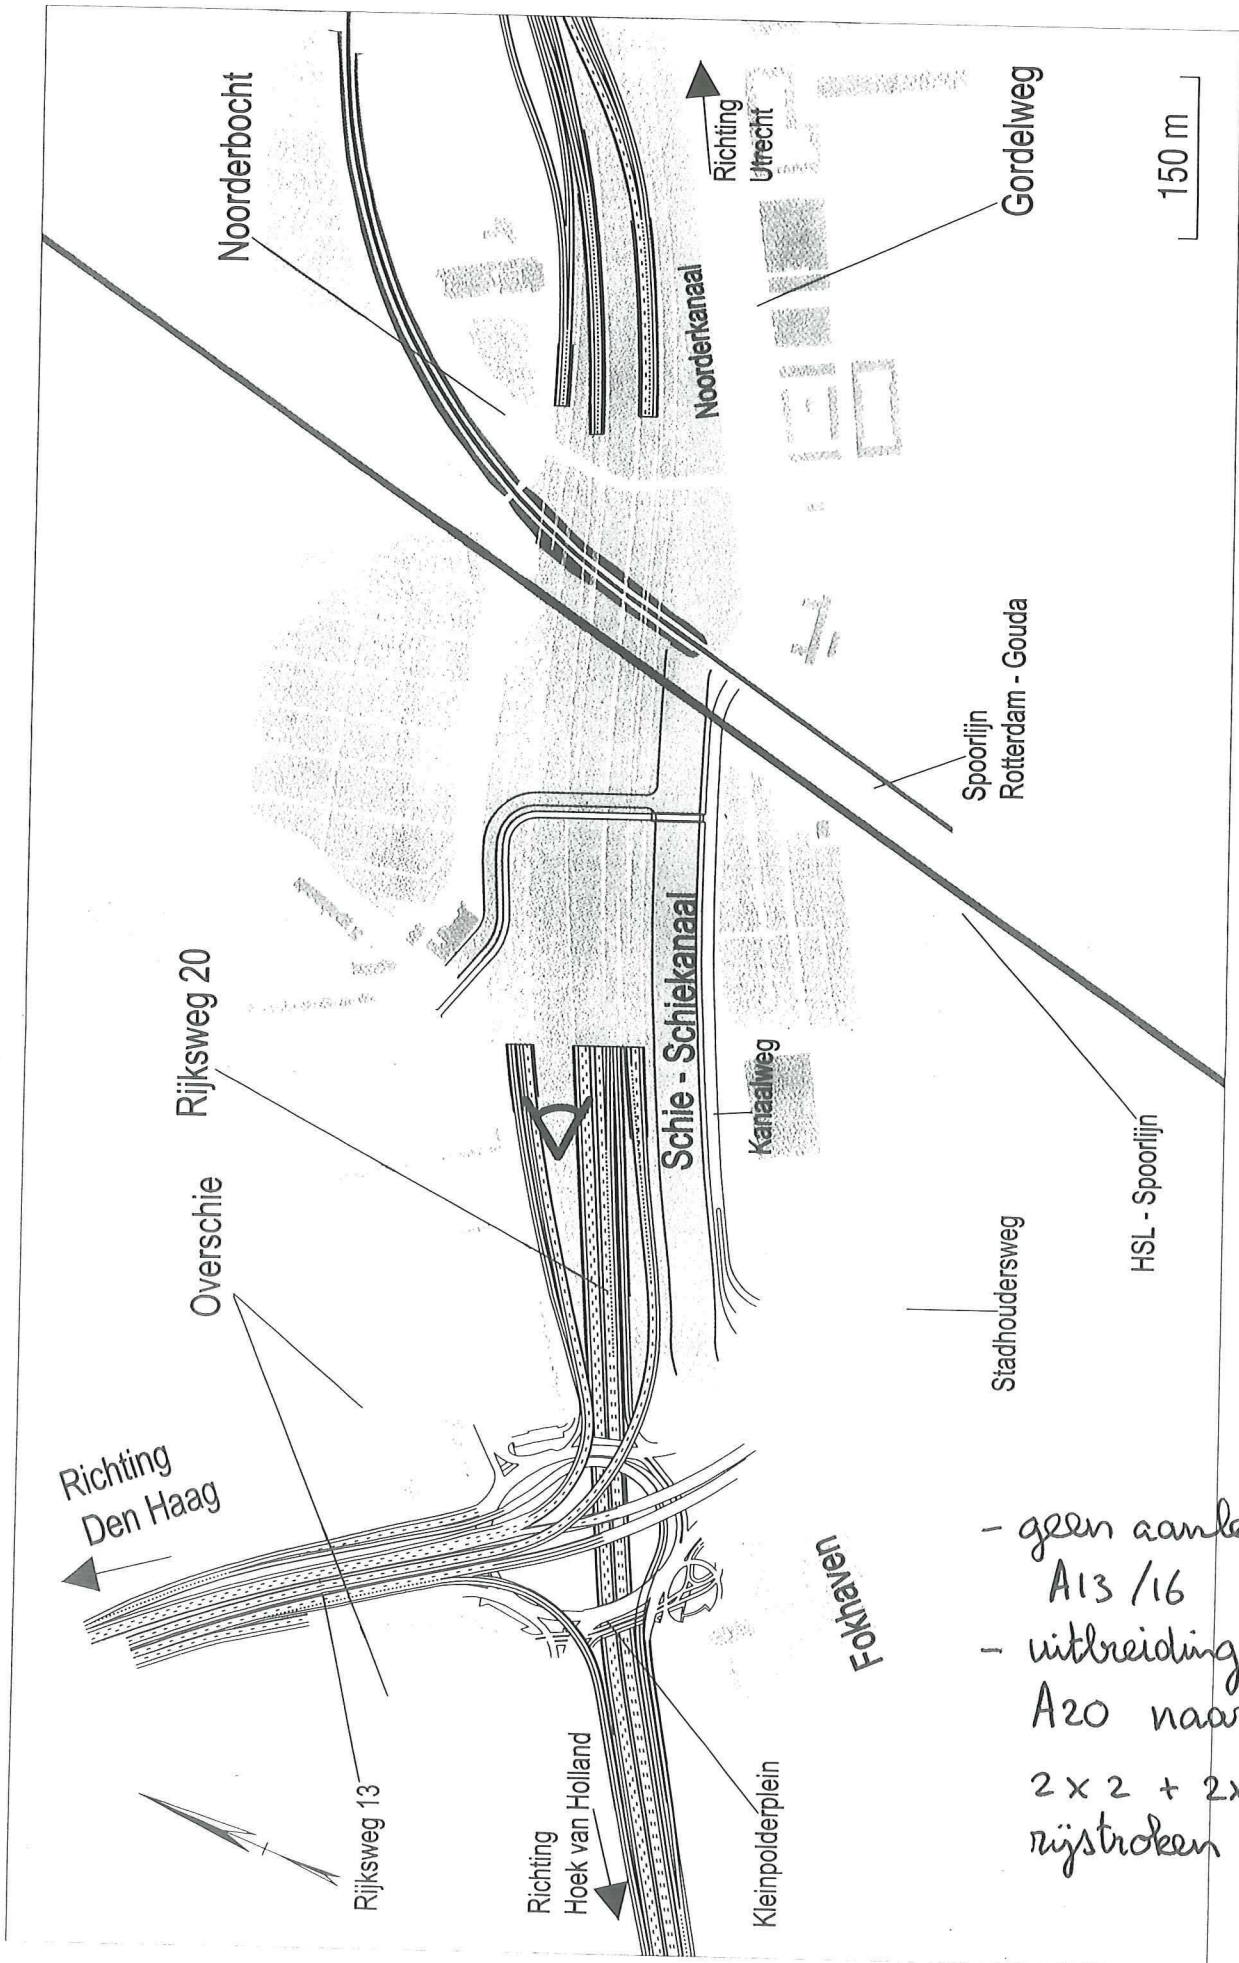 Noorderbocht
Richting
Utrecht
Gordelweg
150 m
Noorderkanaal
Spoorlijn
Rotterdam - Gouda
Rijksweg 20
Overschie
Schie - Schiekanaal
Kanaalweg
HSL - Spoorlijn
Stadhoudersweg
Richting
Den Haag
Rijksweg 13
Richting
Hoek van Holland
Kleinpolderplein
Fokhaven
- geen
A13/16
- uitbreiding
A20 naar
2 x 2 + 2x
rijstroken